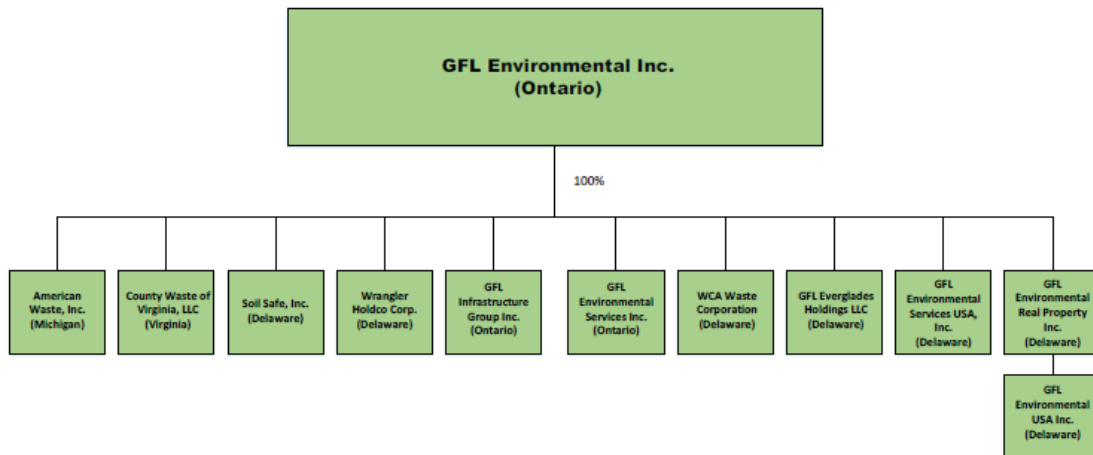 GFL Environmental Inc.
(Ontario)
100%
American
Waste, Inc.
(Michigan)
County Waste of
Virginia, LLC
(Virginia)
Soil Safe, Inc.
(Delaware)
Wrangler
Holdco Corp.
(Delaware)
GFL
Infrastructure
Group Inc.
(Ontario)
GFL
Environmental
Services Inc.
(Ontario)
WCA Waste
Corporation
(Delaware)
GFL Everglades
Holdings LLC
(Delaware)
GFL
Environmental
Services USA,
Inc.
(Delaware)
GFL
Environmental
Real Property
Inc.
(Delaware)
GFL
Environmental
USA Inc.
(Delaware)